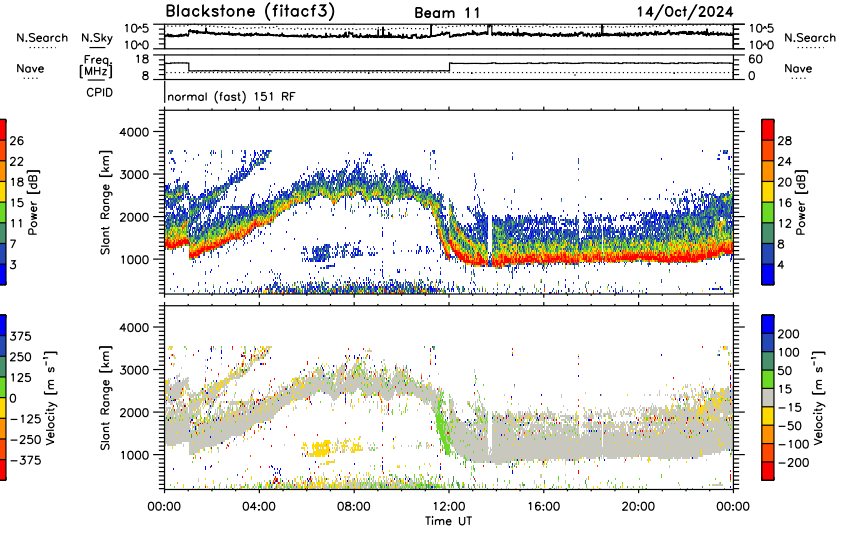 Blackstone (fitacf3) Beam 11 14/Oct/2024
N.Search N.Sky 10^5 10^5 N.Search
10^0 10^0
Nave Freq. [MHz] 18 60 Nave
8 0
CPID normal (fast) 151 RF
Power [dB] 26 22 18 15 11 7 3
Slant Range [km] 4000 3000 2000 1000
28 24 20 16 12 8 4 Power [dB]
Velocity [m s⁻¹] 375 250 125 0 −125 −250 −375
Slant Range [km] 4000 3000 2000 1000
200 100 50 15 −15 −50 −100 −200 Velocity [m s⁻¹]
00:00 04:00 08:00 12:00 16:00 20:00 00:00
Time UT